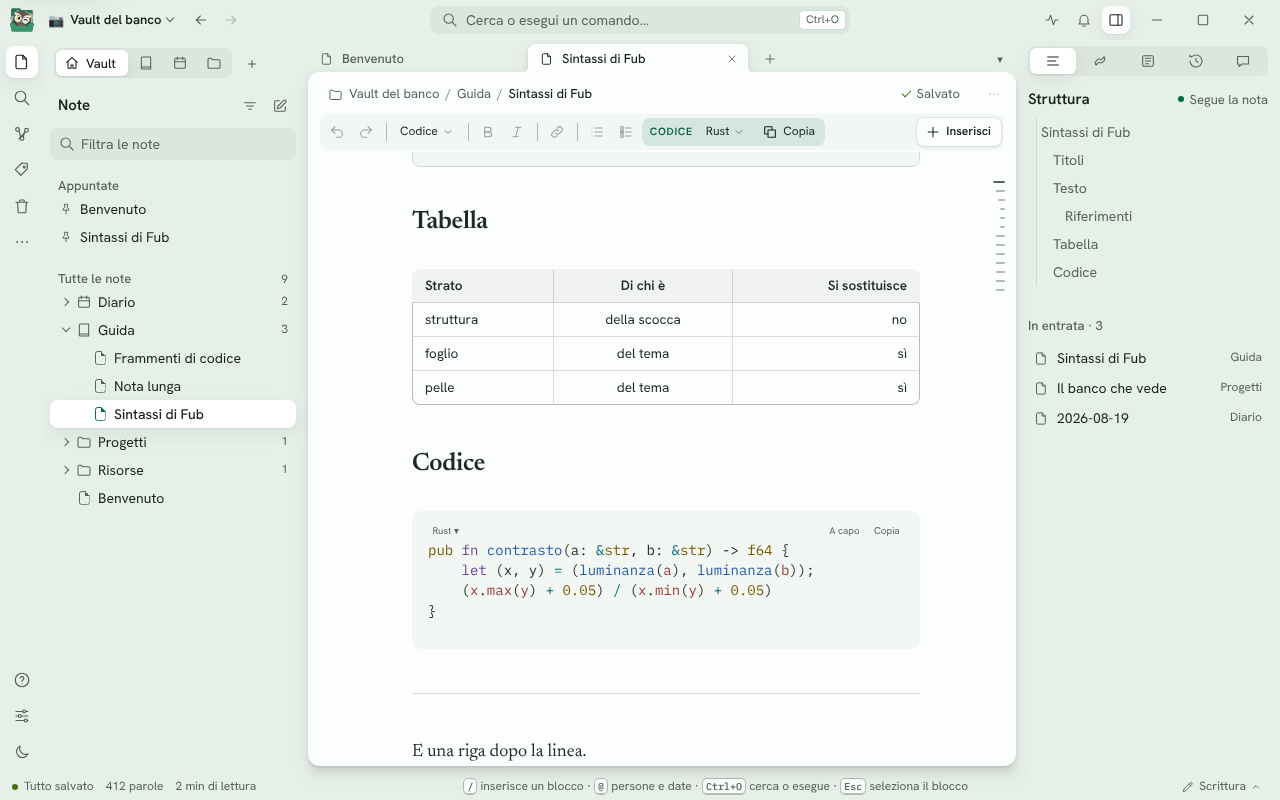 Vault del banco
Cerca o esegui un comando...
Ctrl+O
Vault
Benvenuto
Sintassi di Fub
Note
Filtra le note
Appuntate
Benvenuto
Sintassi di Fub
Tutte le note 9
Diario 2
Guida 3
Frammenti di codice
Nota lunga
Sintassi di Fub
Progetti 1
Risorse 1
Benvenuto
Vault del banco / Guida / Sintassi di Fub
Salvato
Codice
B I
CODICE Rust Copia
Inserisci
Tabella
Strato Di chi è Si sostituisce
struttura della scocca no
foglio del tema sì
pelle del tema sì
Codice
Rust ▾ A capo Copia
pub fn contrasto(a: &str, b: &str) -> f64 {
let (x, y) = (luminanza(a), luminanza(b));
(x.max(y) + 0.05) / (x.min(y) + 0.05)
}
E una riga dopo la linea.
Struttura
Segue la nota
Sintassi di Fub
Titoli
Testo
Riferimenti
Tabella
Codice
In entrata · 3
Sintassi di Fub Guida
Il banco che vede Progetti
2026-08-19 Diario
Tutto salvato 412 parole 2 min di lettura
/ inserisce un blocco · @ persone e date · Ctrl+O cerca o esegue · Esc seleziona il blocco
Scrittura